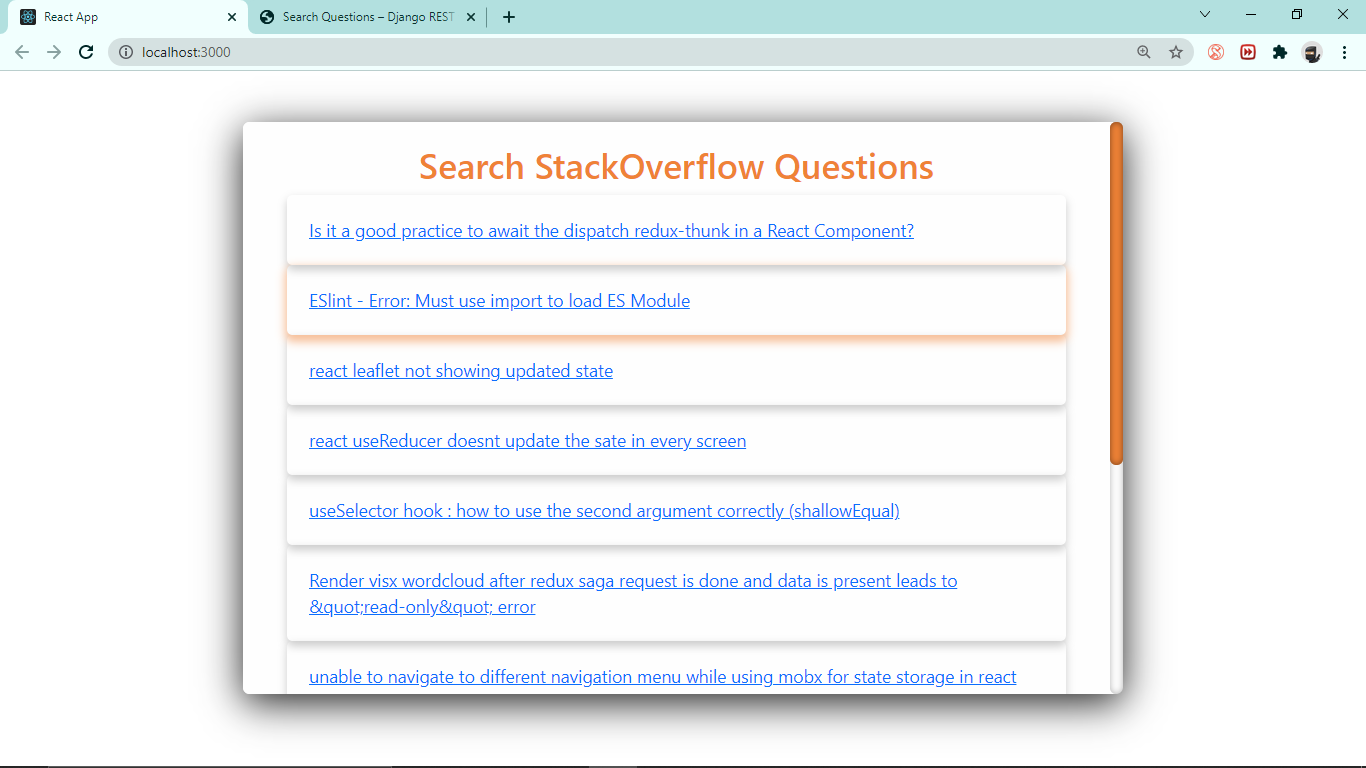 React App
Search Questions – Django REST
localhost:3000
Search StackOverflow Questions
Is it a good practice to await the dispatch redux-thunk in a React Component?
ESlint - Error: Must use import to load ES Module
react leaflet not showing updated state
react useReducer doesnt update the sate in every screen
useSelector hook : how to use the second argument correctly (shallowEqual)
Render visx wordcloud after redux saga request is done and data is present leads to
&quot;read-only&quot; error
unable to navigate to different navigation menu while using mobx for state storage in react